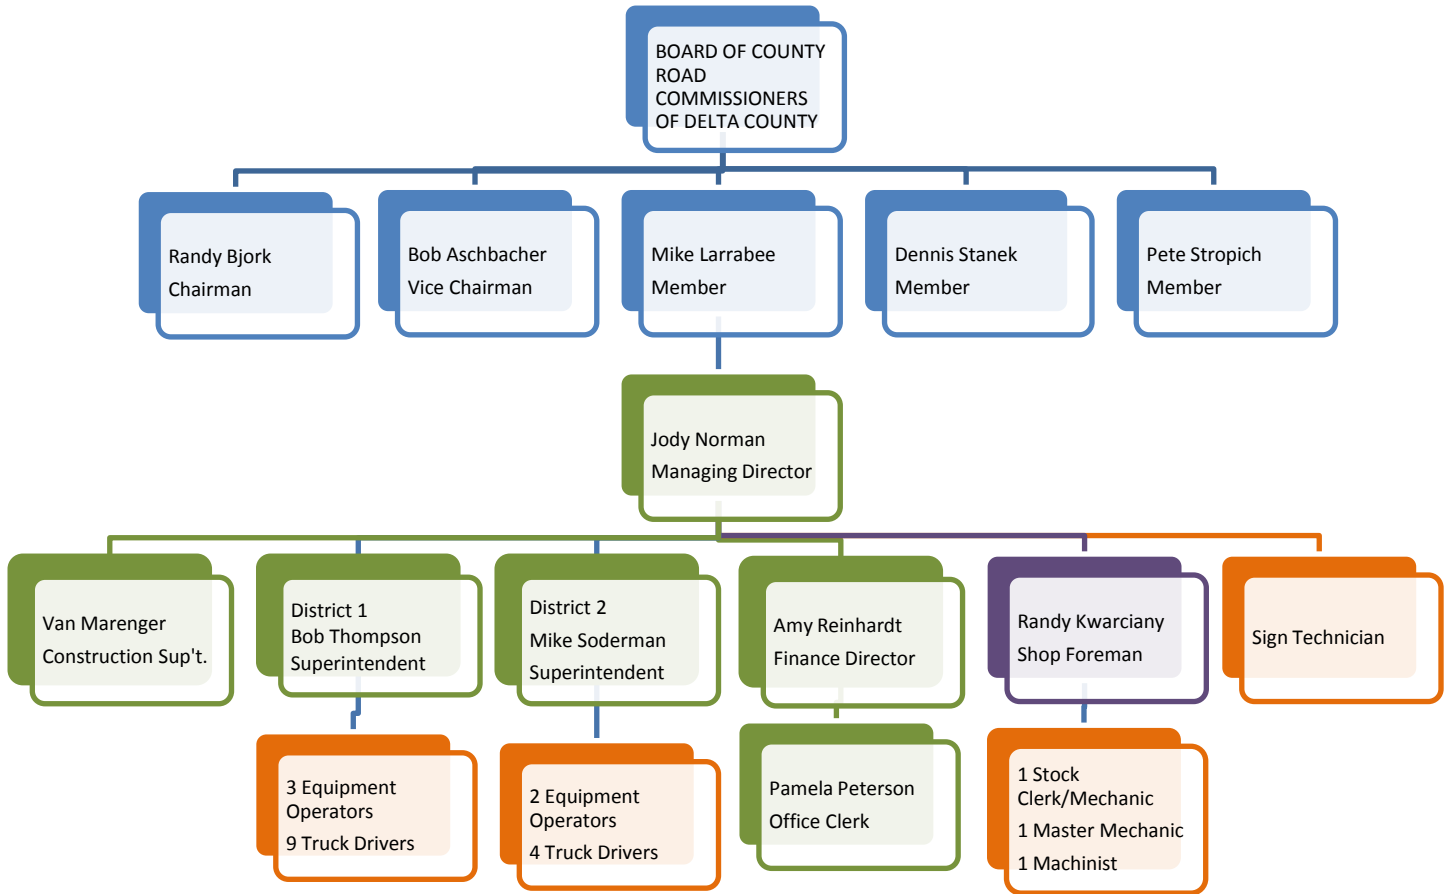 BOARD OF COUNTY
ROAD
COMMISSIONERS
OF DELTA COUNTY
Randy Bjork
Chairman
Bob Aschbacher
Vice Chairman
Mike Larrabee
Member
Dennis Stanek
Member
Pete Stropich
Member
Jody Norman
Managing Director
Van Marenger
Construction Sup't.
District 1
Bob Thompson
Superintendent
District 2
Mike Soderman
Superintendent
Amy Reinhardt
Finance Director
Randy Kwarciany
Shop Foreman
Sign Technician
3 Equipment
Operators
9 Truck Drivers
2 Equipment
Operators
4 Truck Drivers
Pamela Peterson
Office Clerk
1 Stock
Clerk/Mechanic
1 Master Mechanic
1 Machinist